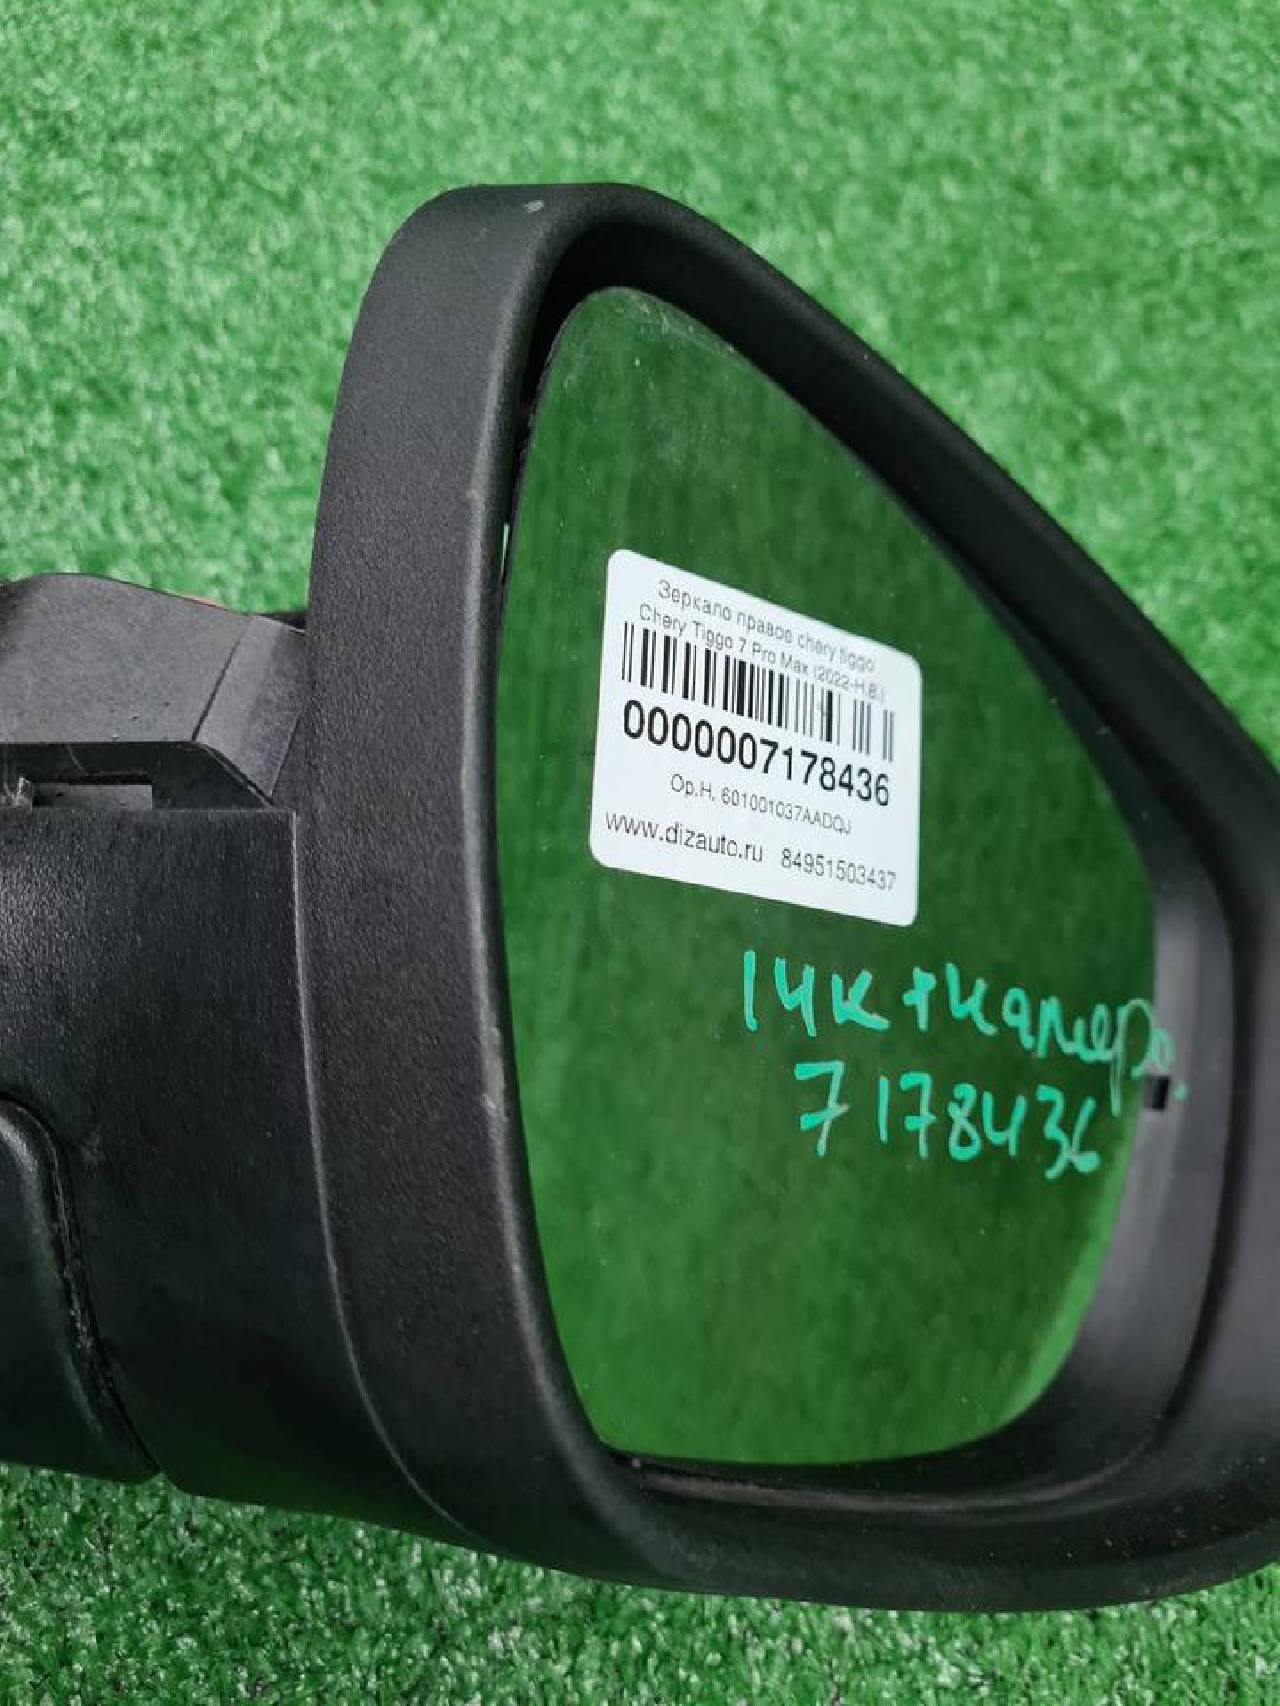 Зеркало правое chery tiggo
Chery Tiggo 7 Pro Max (2022-Н.В.)
0000007178436
Ор.Н. 601001037AADQJ
www.dizauto.ru 84951503437
14к + камера.
7178436